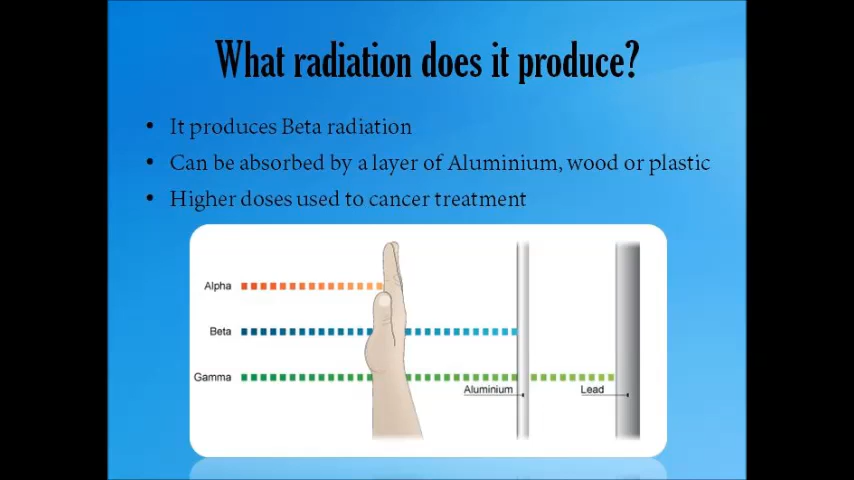 What radiation does it produce?
• It produces Beta radiation
• Can be absorbed by a layer of Aluminium, wood or plastic
• Higher doses used to cancer treatment
Alpha
Beta
Gamma
Aluminium
Lead